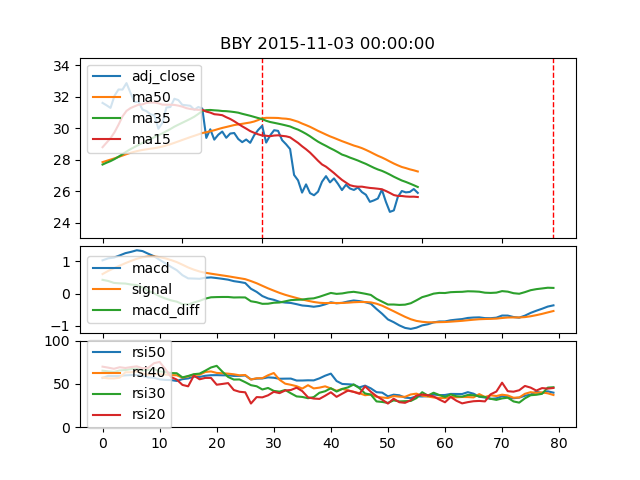 BBY 2015-11-03 00:00:00
34
32
30
28
26
24
adj_close
ma50
ma35
ma15
1
0
−1
macd
signal
macd_diff
100
50
0
rsi50
rsi40
rsi30
rsi20
0 10 20 30 40 50 60 70 80